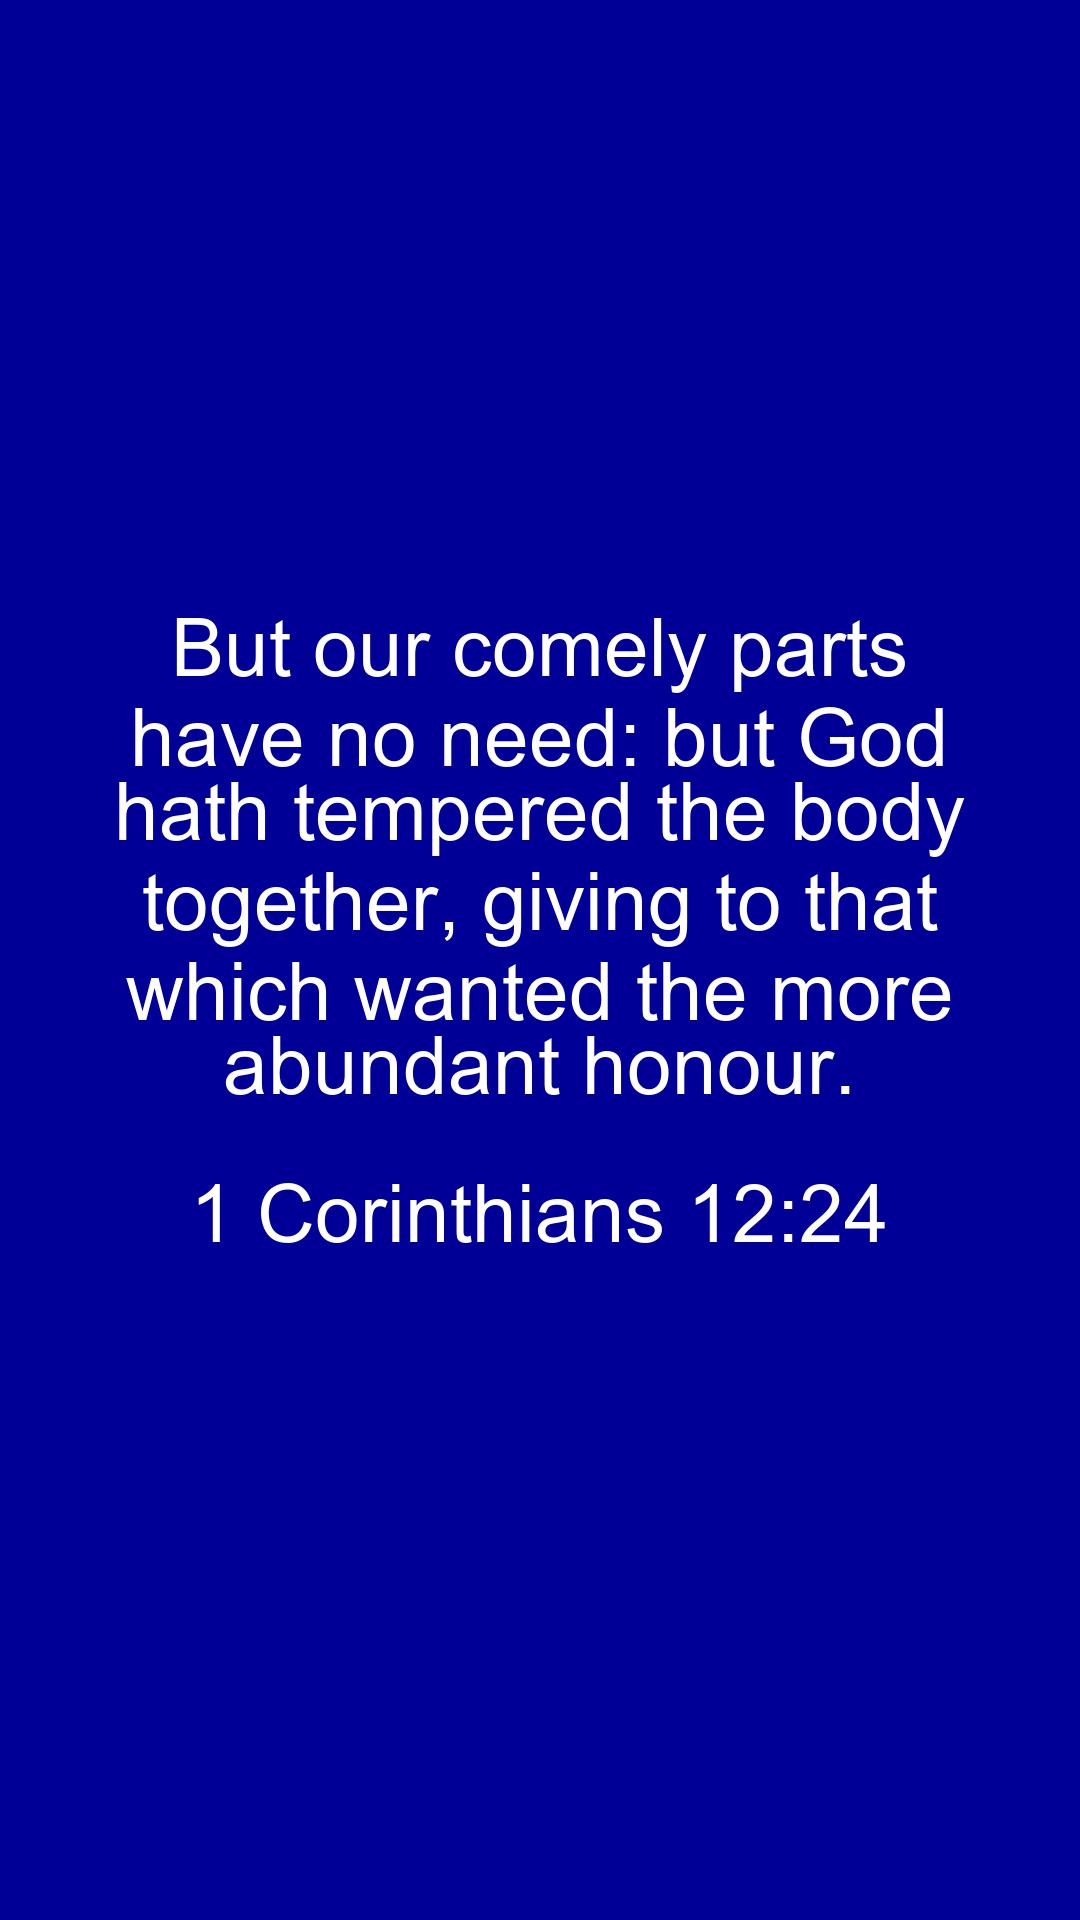 But our comely parts
have no need: but God
hath tempered the body
together, giving to that
which wanted the more
abundant honour.
1 Corinthians 12:24